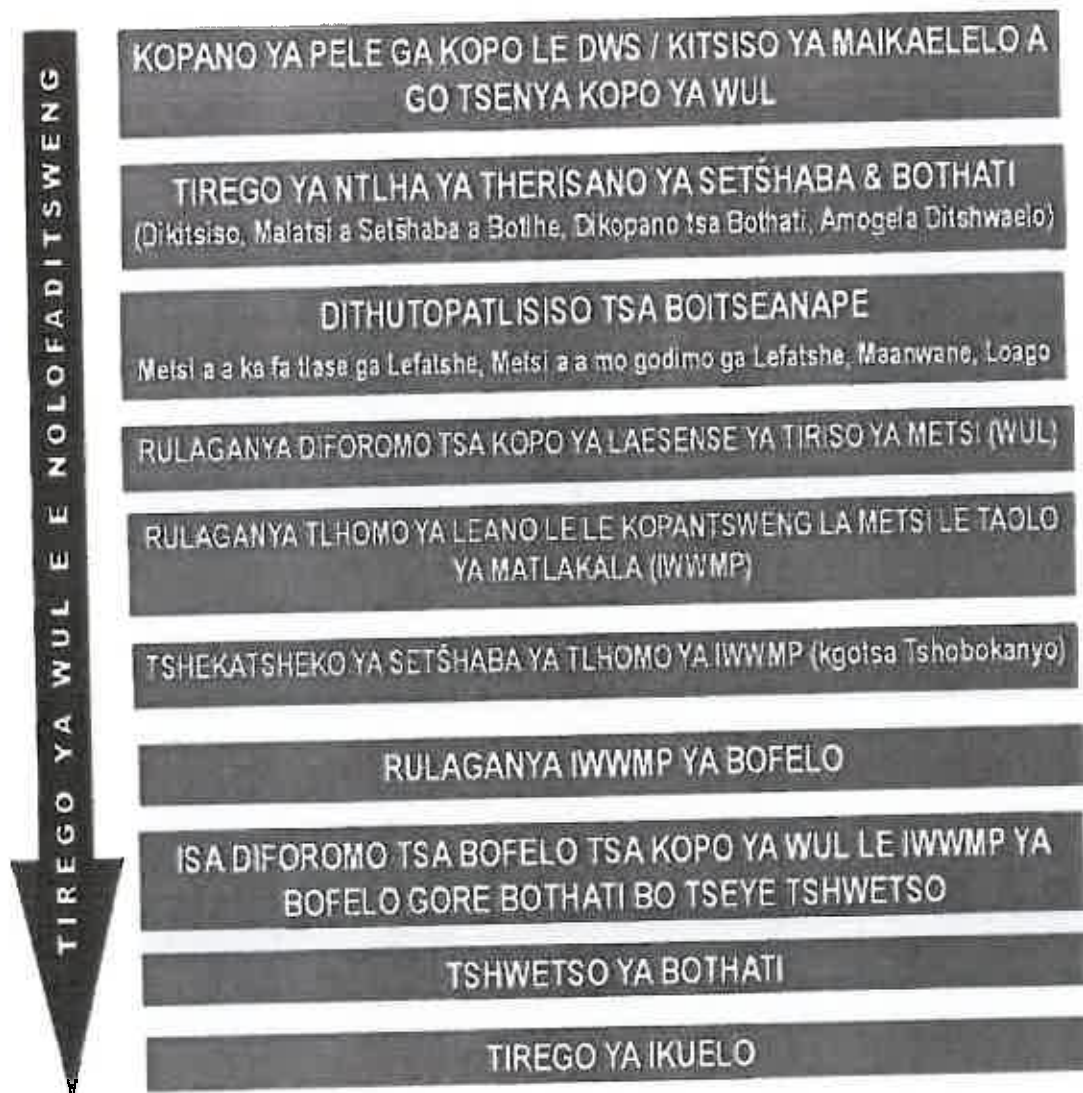 TIREGO YA WUL E E NOLOFADITSWENG
KOPANO YA PELE GA KOPO LE DWS / KITSISO YA MAIKAELELO A
GO TSENYA KOPO YA WUL
TIREGO YA NTLHA YA THERISANO YA SETŠHABA & BOTHATI
(Dikitsiso, Malatsi a Setšhaba a Botlhe, Dikopano tsa Bothati, Amogela Ditshwaelo)
DITHUTOPATLISISO TSA BOITSEANAPE
Metsi a a ka fa tlase ga Lefatshe, Metsi a a mo godimo ga Lefatshe, Maanwane, Loago
RULAGANYA DIFOROMO TSA KOPO YA LAESENSE YA TIRISO YA METSI (WUL)
RULAGANYA TLHOMO YA LEANO LE LE KOPANTSWENG LA METSI LE TAOLO
YA MATLAKALA (IWWMP)
TSHEKATSHEKO YA SETŠHABA YA TLHOMO YA IWWMP (kgotsa Tshobokanyo)
RULAGANYA IWWMP YA BOFELO
ISA DIFOROMO TSA BOFELO TSA KOPO YA WUL LE IWWMP YA
BOFELO GORE BOTHATI BO TSEYE TSHWETSO
TSHWETSO YA BOTHATI
TIREGO YA IKUELO